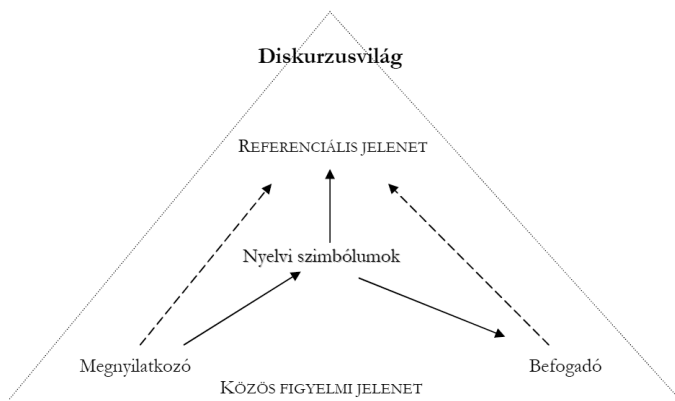 Diskurzusvilág
REFERENCIÁLIS JELENET
Nyelvi szimbólumok
Megnyilatkozó
Befogadó
KÖZÖS FIGYELMI JELENET